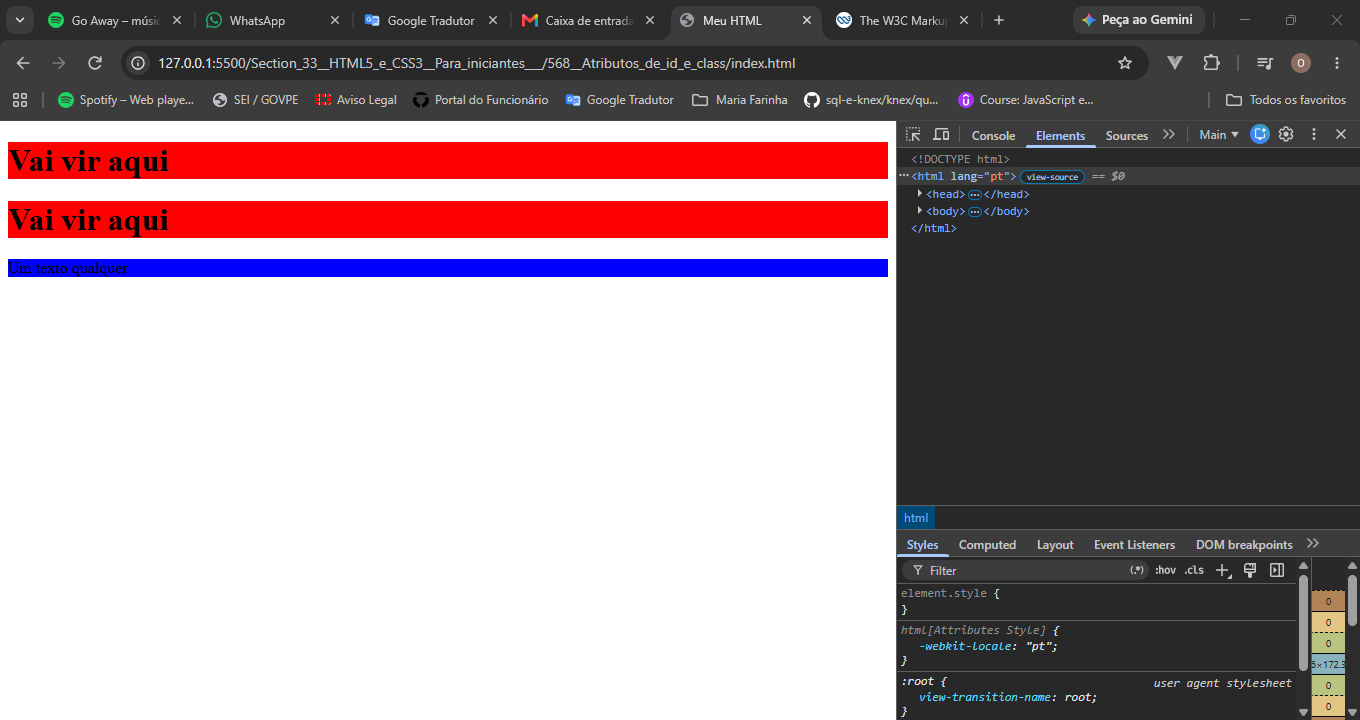 Go Away – músic
WhatsApp
Google Tradutor
Caixa de entrada
Meu HTML
The W3C Marku
Peça ao Gemini
127.0.0.1:5500/Section_33__HTML5_e_CSS3__Para_iniciantes___/568__Atributos_de_id_e_class/index.html
O
Spotify – Web playe...
SEI / GOVPE
Aviso Legal
Portal do Funcionário
Google Tradutor
Maria Farinha
sql-e-knex/knex/qu...
Course: JavaScript e...
Todos os favoritos
Vai vir aqui
Vai vir aqui
Um texto qualquer
Console
Elements
Sources
Main
<!DOCTYPE html>
<html lang="pt"> view-source == $0
<head> ... </head>
<body> ... </body>
</html>
html
Styles
Computed
Layout
Event Listeners
DOM breakpoints
Filter
(.*)
:hov
.cls
element.style {
}
html[Attributes Style] {
-webkit-locale: "pt";
}
:root {
user agent stylesheet
view-transition-name: root;
}
0
0
0
5×172.3
0
0